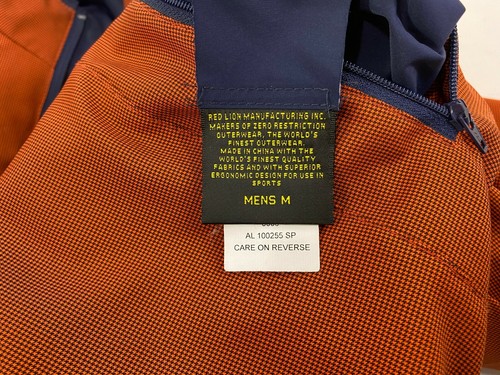 RED LION MANUFACTURING INC.
MAKERS OF ZERO RESTRICTION
OUTERWEAR, THE WORLD'S
FINEST OUTERWEAR.
MADE IN CHINA WITH THE
WORLD'S FINEST QUALITY
FABRICS AND WITH SUPERIOR
ERGONOMIC DESIGN FOR USE IN
SPORTS
MENS M
AL 100255 SP
CARE ON REVERSE